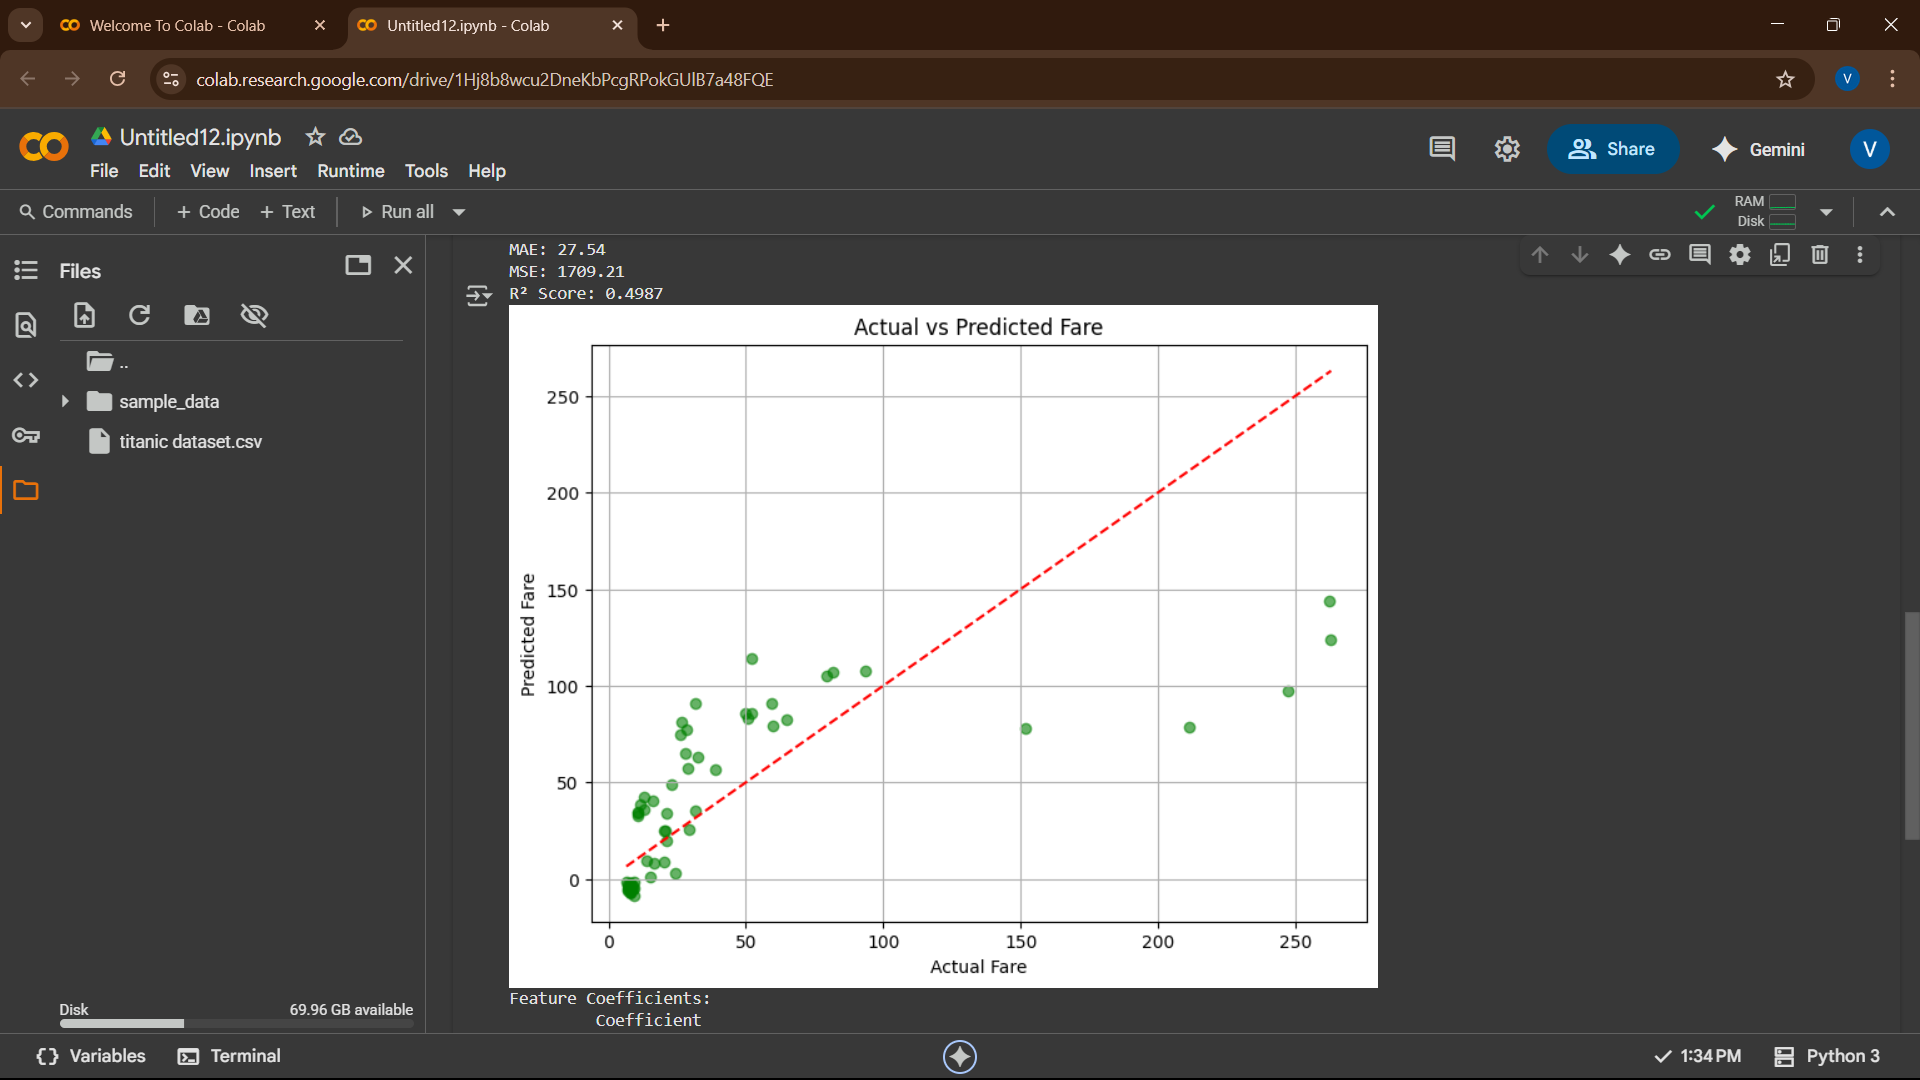 Welcome To Colab - Colab
Untitled12.ipynb - Colab
colab.research.google.com/drive/1Hj8b8wcu2DneKbPcgRPokGUlB7a48FQE
V
Untitled12.ipynb
File Edit View Insert Runtime Tools Help
Share
Gemini
V
Commands
+ Code + Text
Run all
RAM
Disk
Files
..
sample_data
titanic dataset.csv
Disk 69.96 GB available
MAE: 27.54
MSE: 1709.21
R² Score: 0.4987
Actual vs Predicted Fare
Predicted Fare
250
200
150
100
50
0
0 50 100 150 200 250
Actual Fare
Feature Coefficients:
Coefficient
Variables Terminal
1:34 PM Python 3